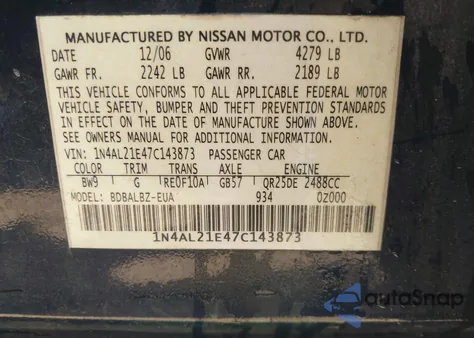 MANUFACTURED BY NISSAN MOTOR CO., LTD.
DATE 12/06 GVWR 4279 LB
GAWR FR. 2242 LB GAWR RR. 2189 LB
THIS VEHICLE CONFORMS TO ALL APPLICABLE FEDERAL MOTOR
VEHICLE SAFETY, BUMPER AND THEFT PREVENTION STANDARDS
IN EFFECT ON THE DATE OF MANUFACTURE SHOWN ABOVE.
SEE OWNERS MANUAL FOR ADDITIONAL INFORMATION.
VIN: 1N4AL21E47C143873 PASSENGER CAR
COLOR TRIM TRANS AXLE ENGINE
BW9 G RE0F10A GB57 QR25DE 2488CC
MODEL: BDBALBZ-EUA 934 0Z000
1N4AL21E47C143873
autoSnap